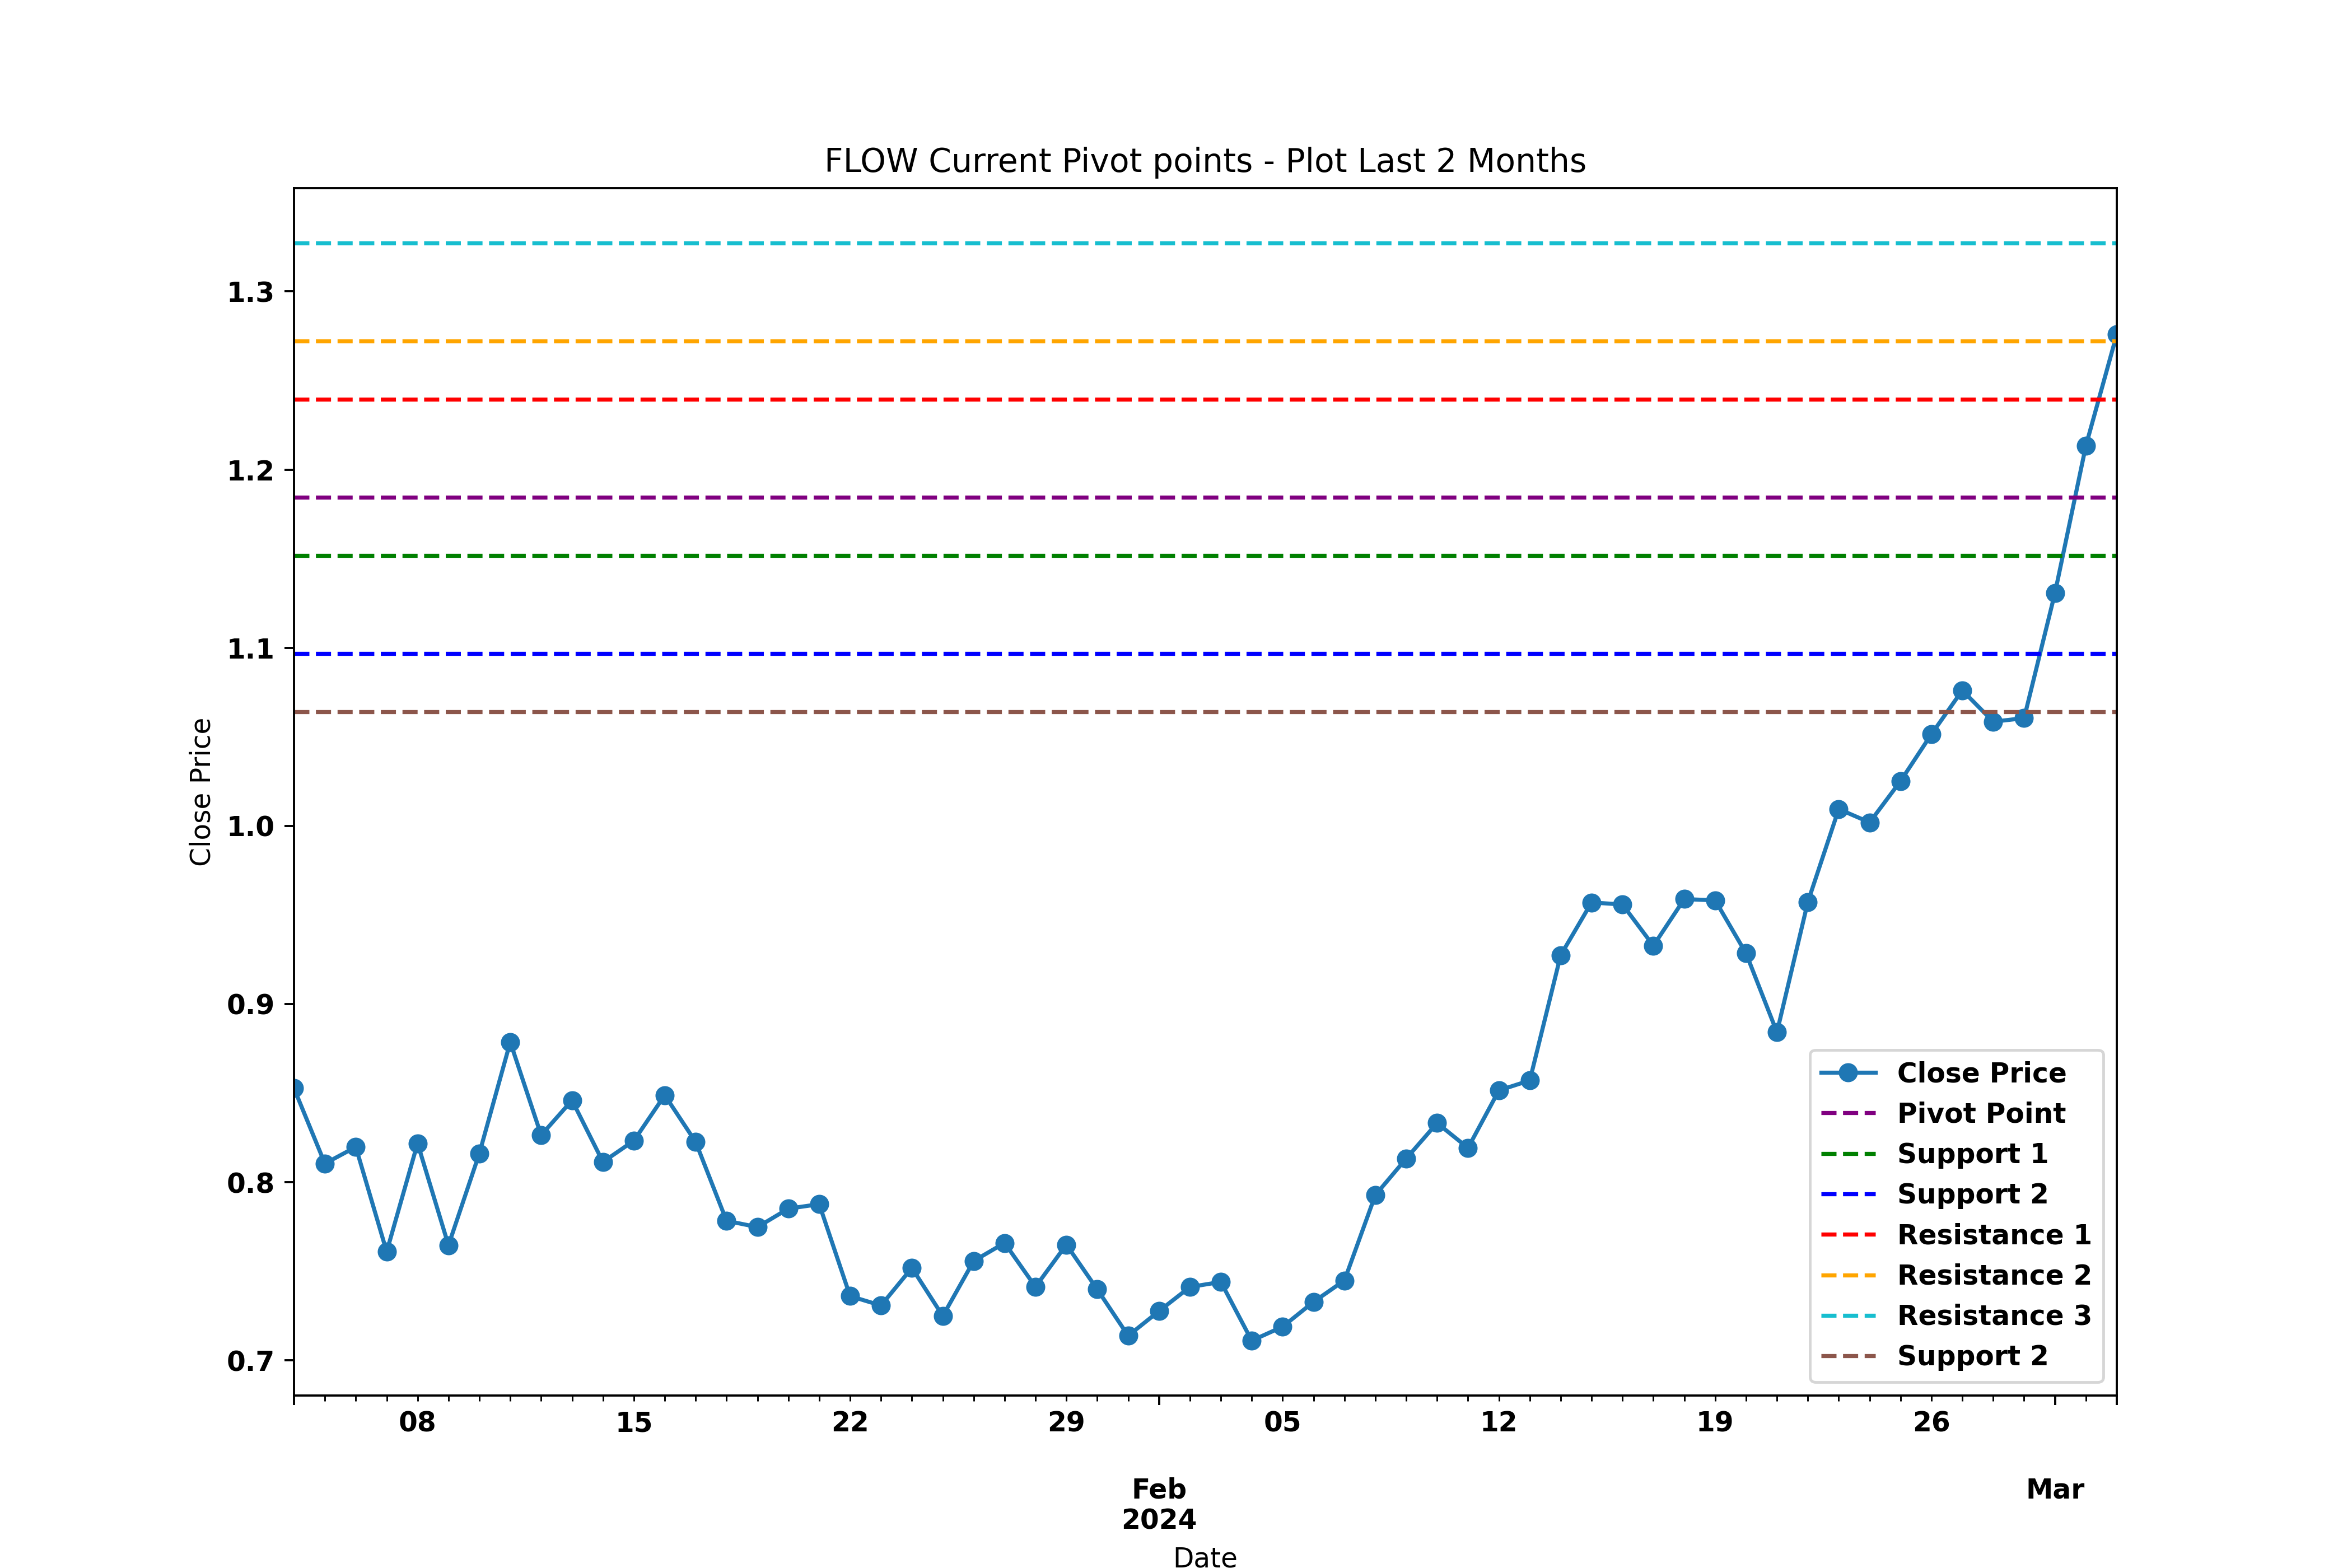 FLOW Current Pivot points - Plot Last 2 Months
Close Price
1.3
1.2
1.1
1.0
0.9
0.8
0.7
Close Price
Pivot Point
Support 1
Support 2
Resistance 1
Resistance 2
Resistance 3
Support 2
08
15
22
29
05
12
19
26
Feb
2024
Mar
Date